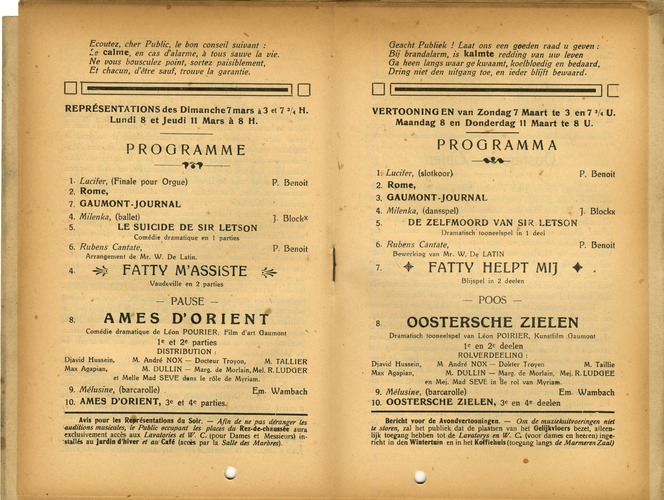 Ecoutez, cher Public, le bon conseil suivant :
Le calme, en cas d'alarme, à tous sauve la vie.
Ne vous bousculez point, sortez paisiblement,
Et chacun, d'être sauf, trouve la garantie.
REPRÉSENTATIONS des Dimanche 7 mars à 3 et 7 3/4 H.
Lundi 8 et Jeudi 11 Mars à 8 H.
PROGRAMME
1. Lucifer, (Finale pour Orgue) P. Benoit
2. Rome,
7. GAUMONT-JOURNAL
4. Milenka, (ballet) J. Blockx
5. LE SUICIDE DE SIR LETSON
Comédie dramatique en 1 parties
6. Rubens Cantate, P. Benoit
Arrangement de Mr. W. De Latin.
4. FATTY M'ASSISTE
Vaudeville en 2 parties
— PAUSE —
8. AMES D'ORIENT
Comédie dramatique de Léon POURIER, Film d'art Gaumont
1e et 2e parties
DISTRIBUTION :
Djavid Hussein, M. André NOX — Docteur Troyon, M. TALLIER
Max Agapian, M. DULLIN — Marg. de Morlain, Mel. R. LUDGER
et Melle Mad SEVE dans le rôle de Myriam.
9. Mélusine, (barcarolle) Em. Wambach
10. AMES D'ORIENT, 3e et 4e parties.
Avis pour les Représentations du Soir. — Afin de ne pas déranger les
auditions musicales, le Public occupant les places du Rez-de-chaussée aura
exclusivement accès aux Lavatories et W. C. (pour Dames et Messieurs) in-
stallés au Jardin d'hiver et au Café (accès par la Salle des Marbres).
Geacht Publiek ! Laat ons een goeden raad u geven :
Bij brandalarm, is kalmte redding van uw leven
Ga heen langs waar ge kwaamt, koelbloedig en bedaard,
Dring niet den uitgang toe, en ieder blijft bewaard.
VERTOONINGEN van Zondag 7 Maart te 3 en 7 3/4 U.
Maandag 8 en Donderdag 11 Maart te 8 U.
PROGRAMMA
1. Lucifer, (slotkoor) P. Benoit
2. Rome,
3. GAUMONT-JOURNAL
4. Milenka, (dansspel) J. Blockx
5. DE ZELFMOORD VAN SIR LETSON
Dramatisch tooneelspel in 1 deel
6. Rubens Cantate, P. Benoit
Bewerking van Mr. W. De LATIN
7. FATTY HELPT MIJ
Blijspel in 2 deelen
— POOS —
8. OOSTERSCHE ZIELEN
Dramatisch tooneelspel van Léon POIRIER, Kunstfilm Gaumont
1e en 2e deelen
ROLVERDEELING :
Djavid Hussein, M André NOX — Dokter Troyen M. Taillie
Max Agapian, M. DULLIN — Marg. de Morlain, Mej. R. LUDGEE
en Mej. Mad SEVE in de rol van Myriam.
9. Mélusine, (barcarolle) Em. Wambach
10. OOSTERSCHE ZIELEN, 3e en 4e deelen
Bericht voor de Avondvertooningen. — Om de muziekuitvoeringen niet
te storen, zal het publiek dat de plaatsen van het Gelijkvloers bezet, alleen-
lijk toegang hebben tot de Lavatorys en W. C. (voor dames en heeren) inge-
richt in den Wintertuin en in het Koffiehuis (toegang langs de Marmeren Zaal)